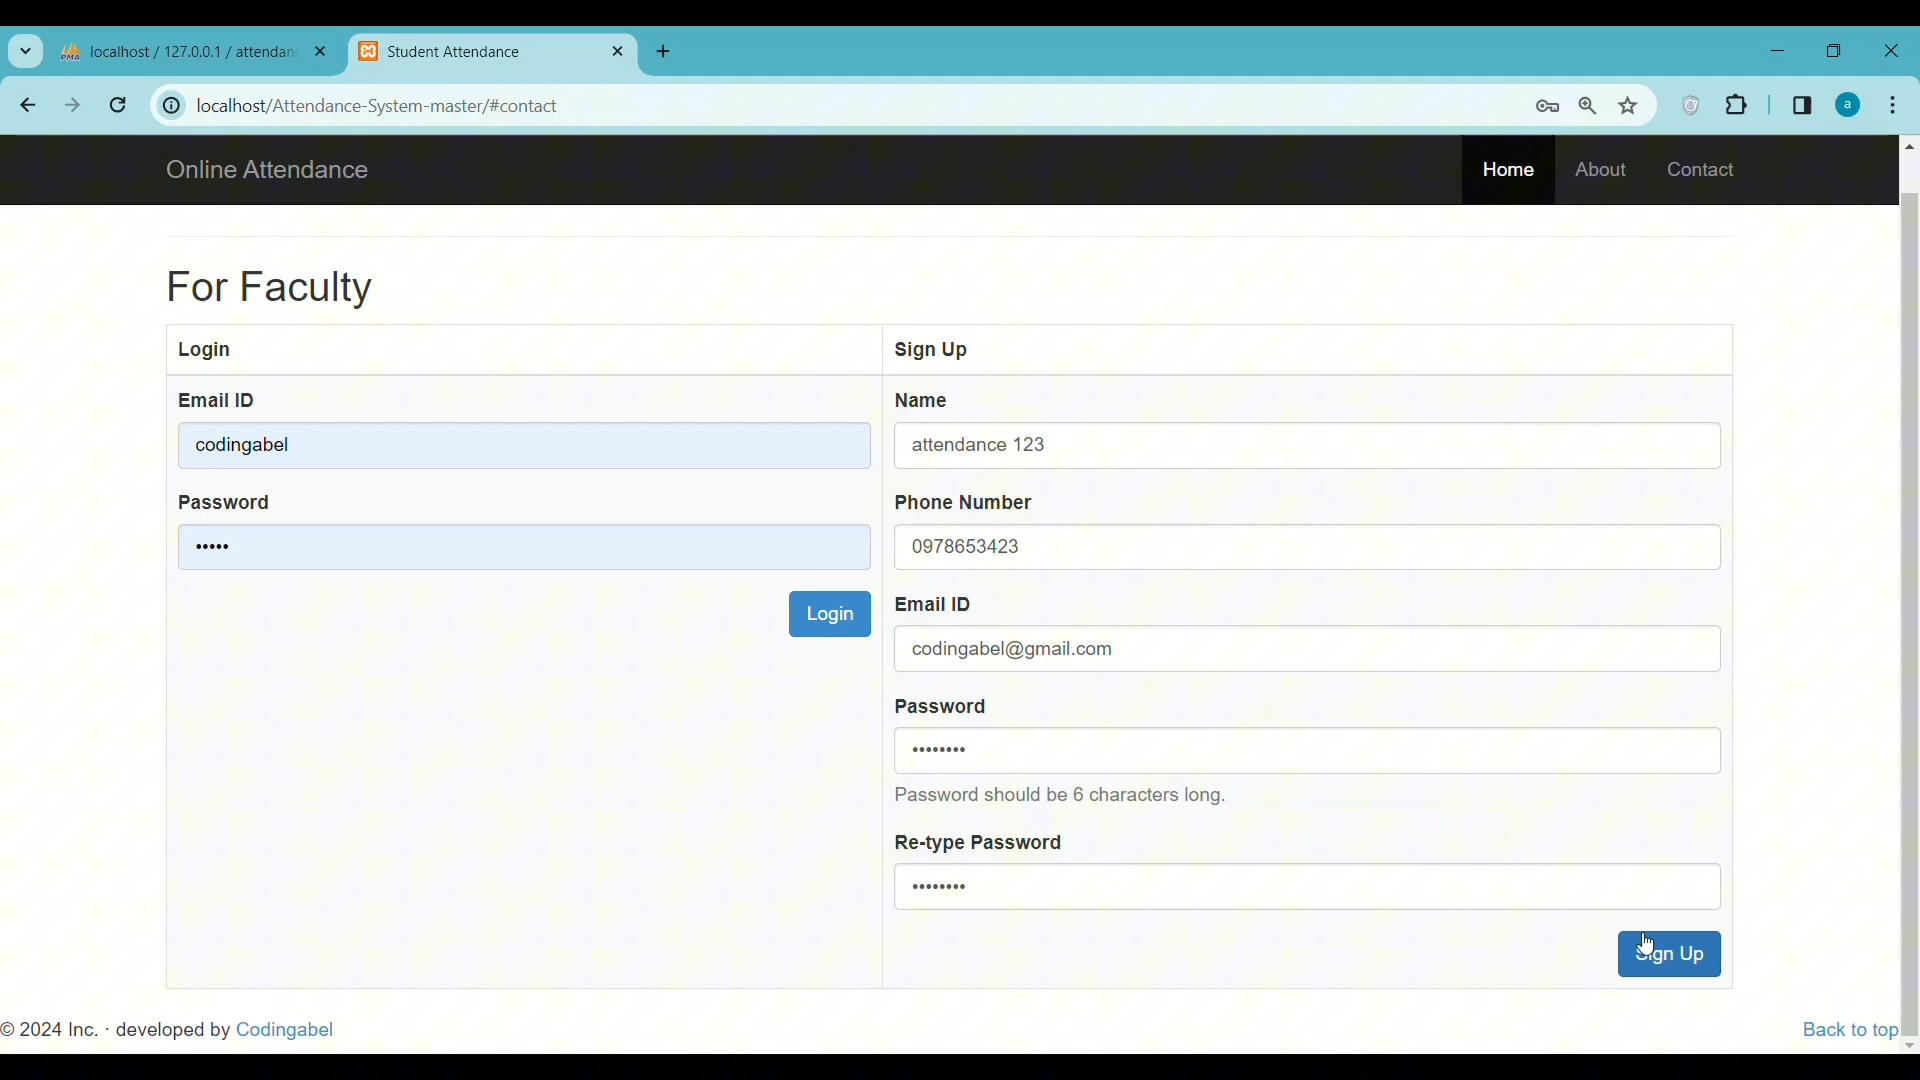 localhost / 127.0.0.1 / attendan
Student Attendance
localhost/Attendance-System-master/#contact
a
Online Attendance
Home
About
Contact
For Faculty
Login
Sign Up
Email ID
codingabel
Password
•••••
Login
Name
attendance 123
Phone Number
0978653423
Email ID
codingabel@gmail.com
Password
••••••••
Password should be 6 characters long.
Re-type Password
••••••••
Sign Up
© 2024 Inc. · developed by Codingabel
Back to top